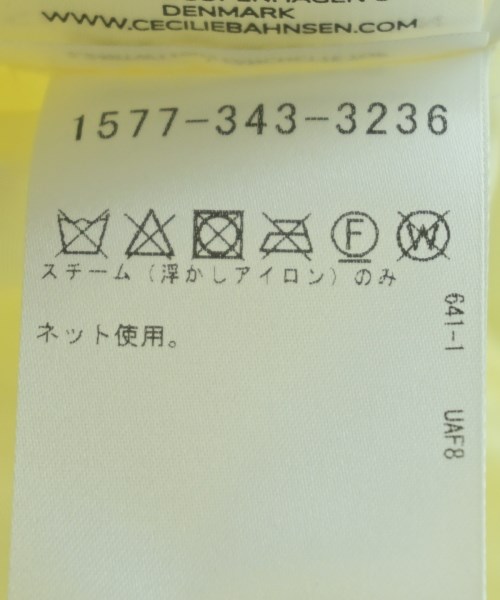 DENMARK
WWW.CECILIEBAHNSEN.COM
1577-343-3236
F W
スチーム（浮かしアイロン）のみ
ネット使用。
641-1 UAF8